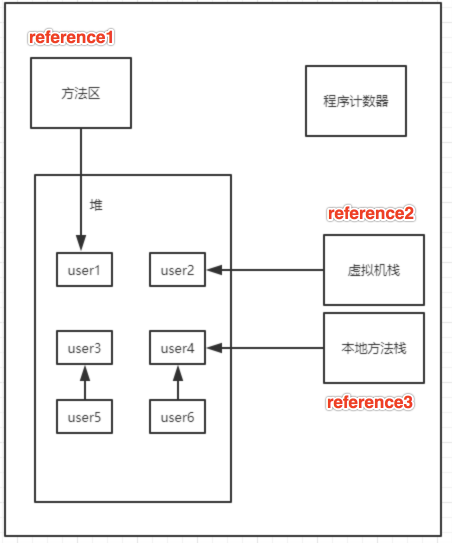 reference1
方法区
程序计数器
堆
reference2
user1
user2
虚拟机栈
user3
user4
本地方法栈
user5
user6
reference3